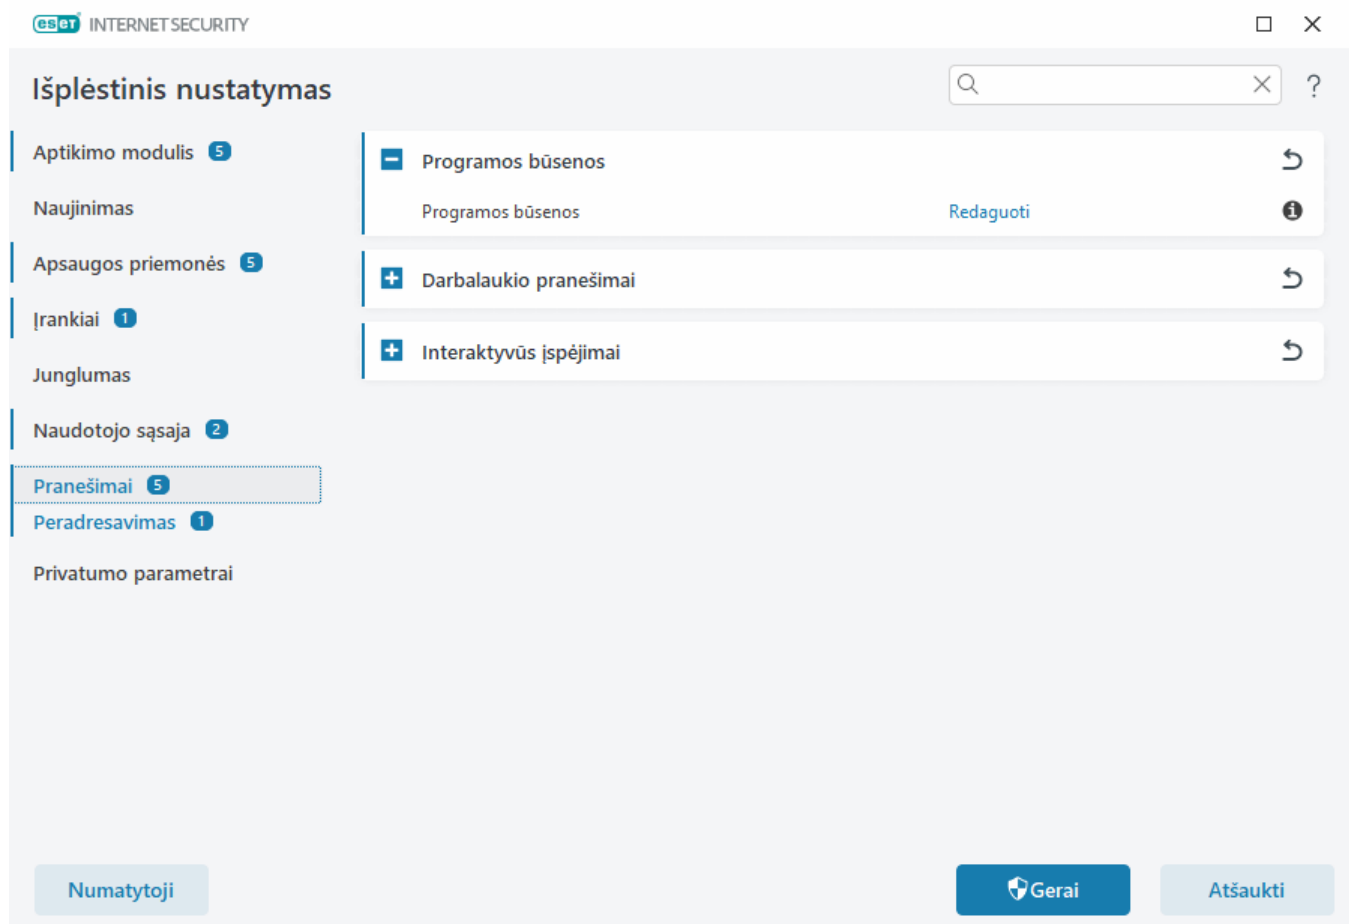 eset INTERNET SECURITY
Išplėstinis nustatymas
?
Aptikimo modulis 5
Naujinimas
Apsaugos priemonės 5
Įrankiai 1
Junglumas
Naudotojo sąsaja 2
Pranešimai 5
Peradresavimas 1
Privatumo parametrai
Programos būsenos
Programos būsenos Redaguoti
Darbalaukio pranešimai
Interaktyvūs įspėjimai
Numatytoji
Gerai
Atšaukti